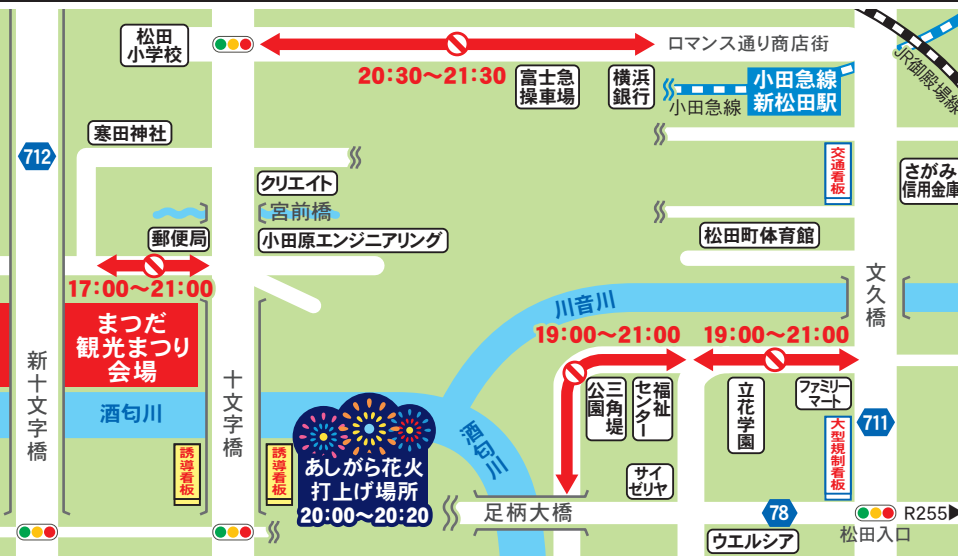 松田
小学校
ロマンス通り商店街
20:30〜21:30
富士急
操車場
横浜
銀行
小田急線
小田急線
新松田駅
JR御殿場線
寒田神社
712
交通看板
さがみ
信用金庫
クリエイト
宮前橋
郵便局
小田原エンジニアリング
松田町体育館
17:00〜21:00
文久橋
川音川
まつだ
観光まつり
会場
19:00〜21:00
19:00〜21:00
新十文字橋
十文字橋
三角堤
公園
福祉
センター
立花学園
ファミリー
マート
酒匂川
酒匂川
711
大型規制看板
誘導看板
誘導看板
あしがら花火
打上げ場所
20:00〜20:20
サイ
ゼリヤ
足柄大橋
78
R255▶
松田入口
ウエルシア